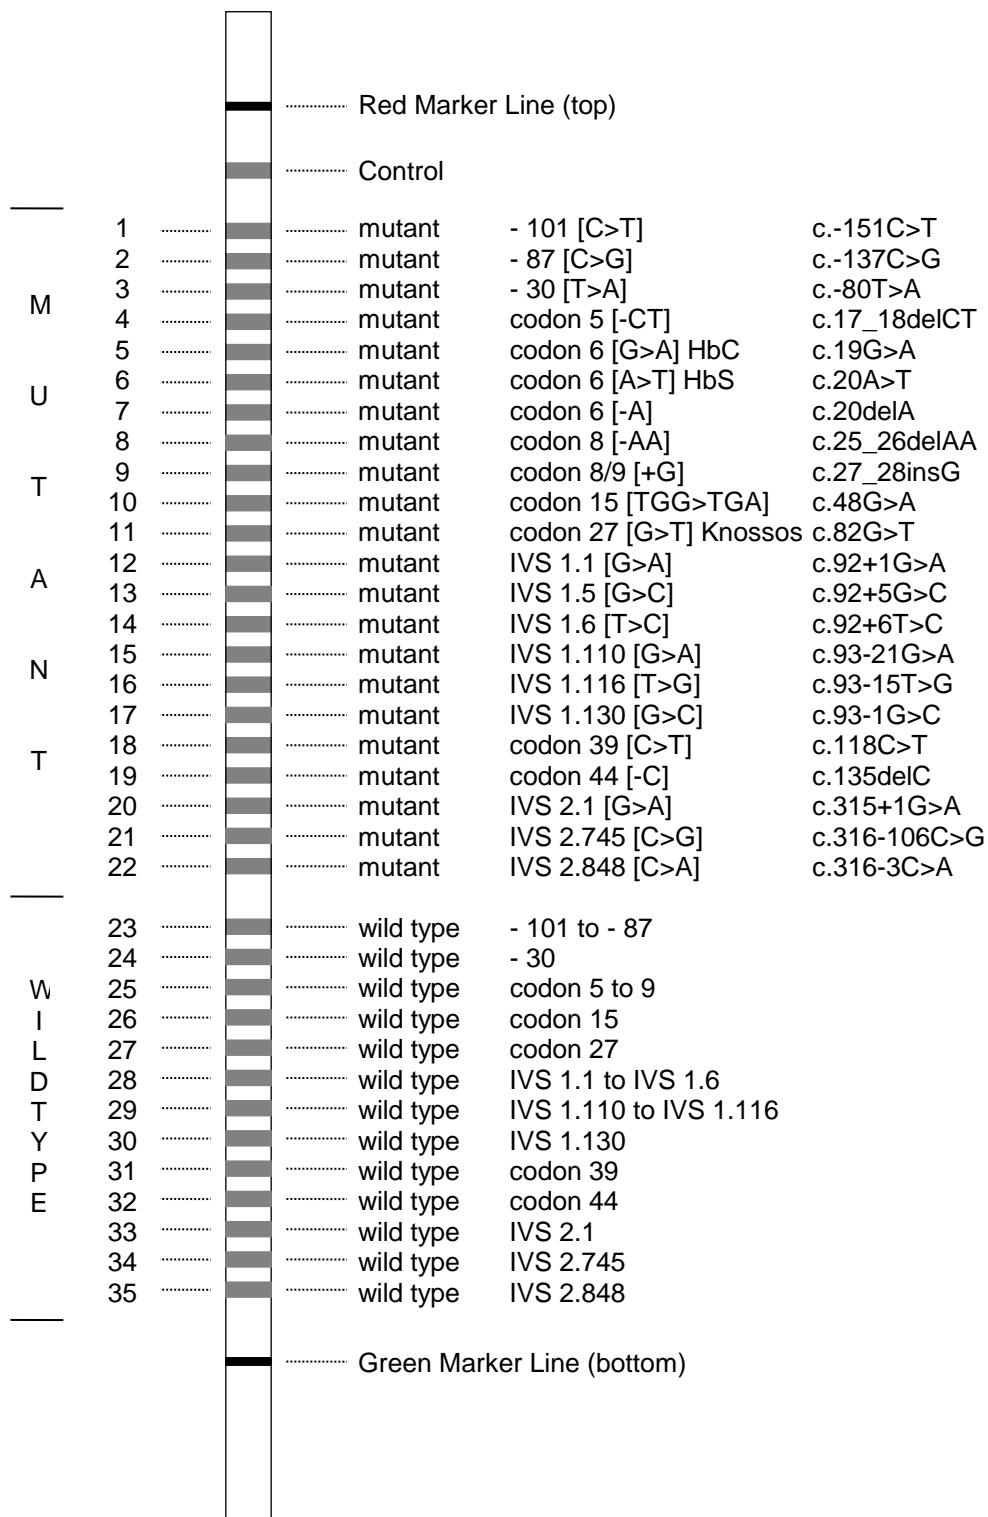 Red Marker Line (top)
Control
1 mutant - 101 [C>T] c.-151C>T
2 mutant - 87 [C>G] c.-137C>G
3 mutant - 30 [T>A] c.-80T>A
M
4 mutant codon 5 [-CT] c.17_18delCT
5 mutant codon 6 [G>A] HbC c.19G>A
6 mutant codon 6 [A>T] HbS c.20A>T
U
7 mutant codon 6 [-A] c.20delA
8 mutant codon 8 [-AA] c.25_26delAA
9 mutant codon 8/9 [+G] c.27_28insG
T
10 mutant codon 15 [TGG>TGA] c.48G>A
11 mutant codon 27 [G>T] Knossos c.82G>T
12 mutant IVS 1.1 [G>A] c.92+1G>A
A
13 mutant IVS 1.5 [G>C] c.92+5G>C
14 mutant IVS 1.6 [T>C] c.92+6T>C
15 mutant IVS 1.110 [G>A] c.93-21G>A
N
16 mutant IVS 1.116 [T>G] c.93-15T>G
17 mutant IVS 1.130 [G>C] c.93-1G>C
18 mutant codon 39 [C>T] c.118C>T
T
19 mutant codon 44 [-C] c.135delC
20 mutant IVS 2.1 [G>A] c.315+1G>A
21 mutant IVS 2.745 [C>G] c.316-106C>G
22 mutant IVS 2.848 [C>A] c.316-3C>A
23 wild type - 101 to - 87
24 wild type - 30
W 25 wild type codon 5 to 9
I 26 wild type codon 15
L 27 wild type codon 27
D 28 wild type IVS 1.1 to IVS 1.6
T 29 wild type IVS 1.110 to IVS 1.116
Y 30 wild type IVS 1.130
P 31 wild type codon 39
E 32 wild type codon 44
33 wild type IVS 2.1
34 wild type IVS 2.745
35 wild type IVS 2.848
Green Marker Line (bottom)